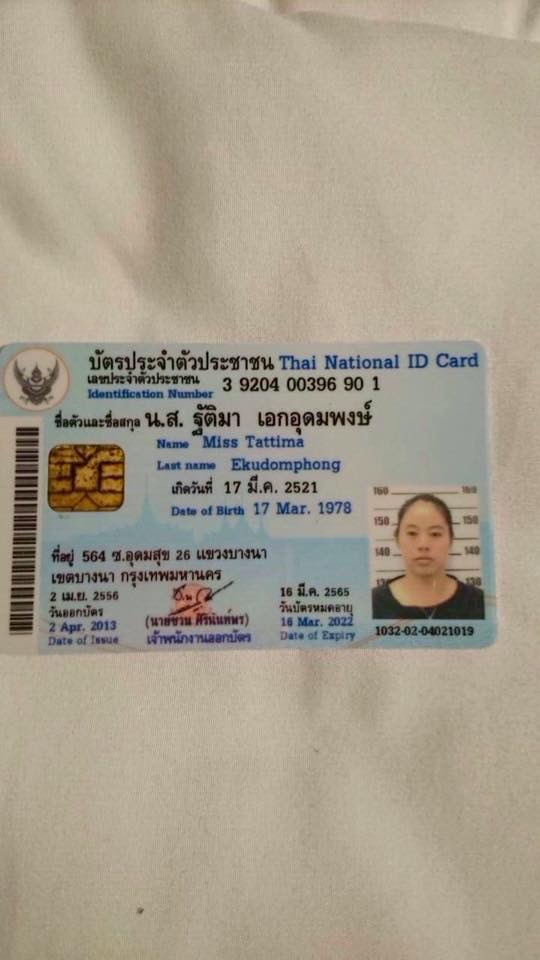 บัตรประจำตัวประชาชน Thai National ID Card
เลขประจำตัวประชาชน 3 9204 00396 90 1
Identification Number
ชื่อตัวและชื่อสกุล น.ส. ฐัติมา เอกอุดมพงษ์
Name Miss Tattima
Last name Ekudomphong
เกิดวันที่ 17 มี.ค. 2521
Date of Birth 17 Mar. 1978
160 160
150 150
140 140
130
ที่อยู่ 564 ซ.อุดมสุข 26 แขวงบางนา
เขตบางนา กรุงเทพมหานคร
2 เม.ย. 2556
วันออกบัตร
2 Apr. 2013
Date of Issue
เจ้าพนักงานออกบัตร
16 มี.ค. 2565
วันบัตรหมดอายุ
16 Mar. 2022
Date of Expiry
1032-02-04021019